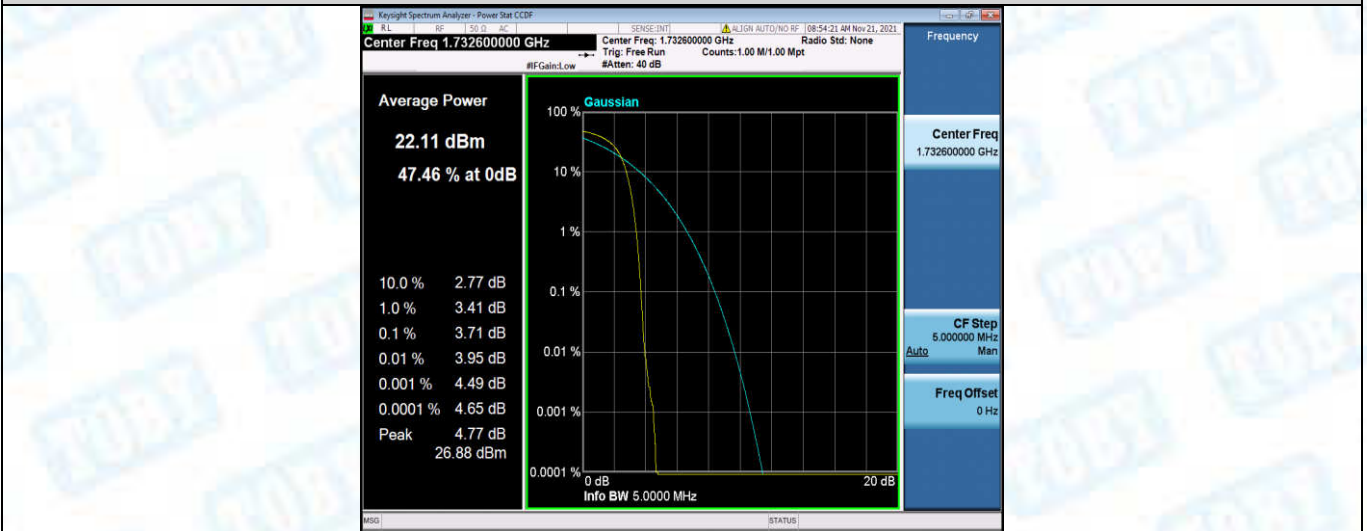 Keysight Spectrum Analyzer - Power Stat CCDF
RL RF 50 Ω AC SENSE:INT ALIGN AUTO/NO RF 08:54:21 AM Nov 21, 2021
Center Freq 1.732600000 GHz
Center Freq: 1.732600000 GHz Radio Std: None
Trig: Free Run Counts:1.00 M/1.00 Mpt
#IFGain:Low #Atten: 40 dB
Frequency
Average Power
22.11 dBm
47.46 % at 0dB
10.0 % 2.77 dB
1.0 % 3.41 dB
0.1 % 3.71 dB
0.01 % 3.95 dB
0.001 % 4.49 dB
0.0001 % 4.65 dB
Peak 4.77 dB
26.88 dBm
Gaussian
100 %
10 %
1 %
0.1 %
0.01 %
0.001 %
0.0001 %
0 dB 20 dB
Info BW 5.0000 MHz
Center Freq
1.732600000 GHz
CF Step
5.000000 MHz
Auto Man
Freq Offset
0 Hz
MSG STATUS